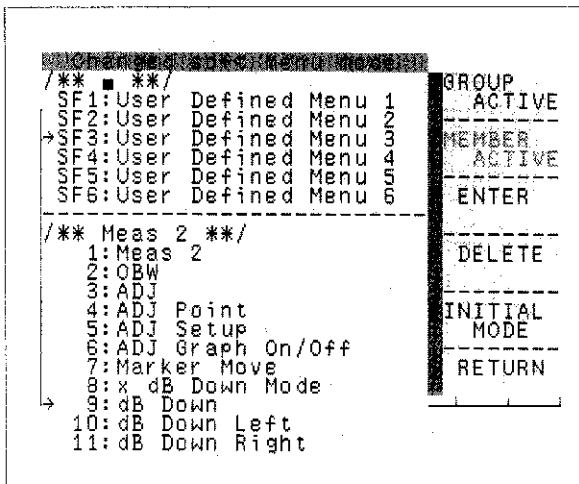 Changed Soft Menu Model
/** ■ **/
SF1:User Defined Menu 1
SF2:User Defined Menu 2
→SF3:User Defined Menu 3
SF4:User Defined Menu 4
SF5:User Defined Menu 5
SF6:User Defined Menu 6
/** Meas 2 **/
1:Meas 2
2:OBW
3:ADJ
4:ADJ Point
5:ADJ Setup
6:ADJ Graph On/Off
7:Marker Move
8:x dB Down Mode
→ 9:dB Down
10:dB Down Left
11:dB Down Right
GROUP
ACTIVE
MEMBER
ACTIVE
ENTER
DELETE
INITIAL
MODE
RETURN